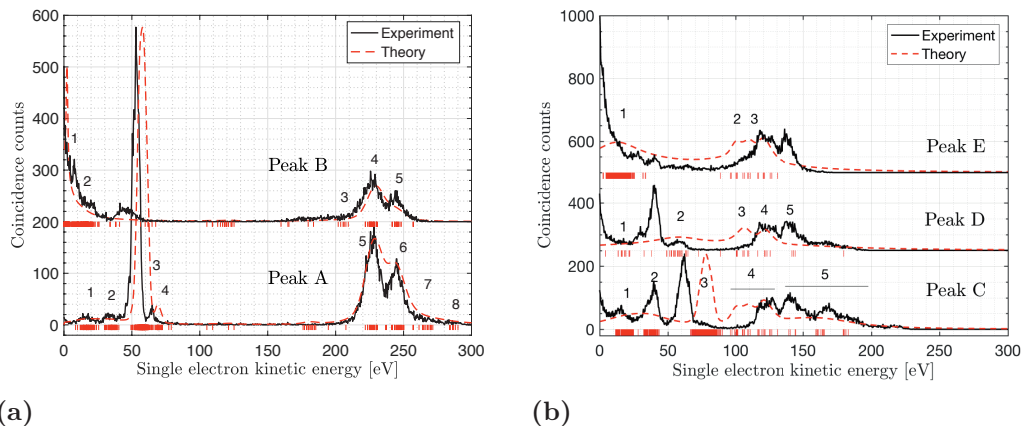 600
500
400
300
200
100
0
Coincidence counts
Experiment
Theory
1
2
Peak B
3
4
5
1
2
3
4
Peak A
5
6
7
8
0 50 100 150 200 250 300
Single electron kinetic energy [eV]
(a)
1000
800
600
400
200
0
Coincidence counts
Experiment
Theory
1
2 3
Peak E
1
2
3 4 5
Peak D
1
2
3
4
5
Peak C
0 50 100 150 200 250 300
Single electron kinetic energy [eV]
(b)